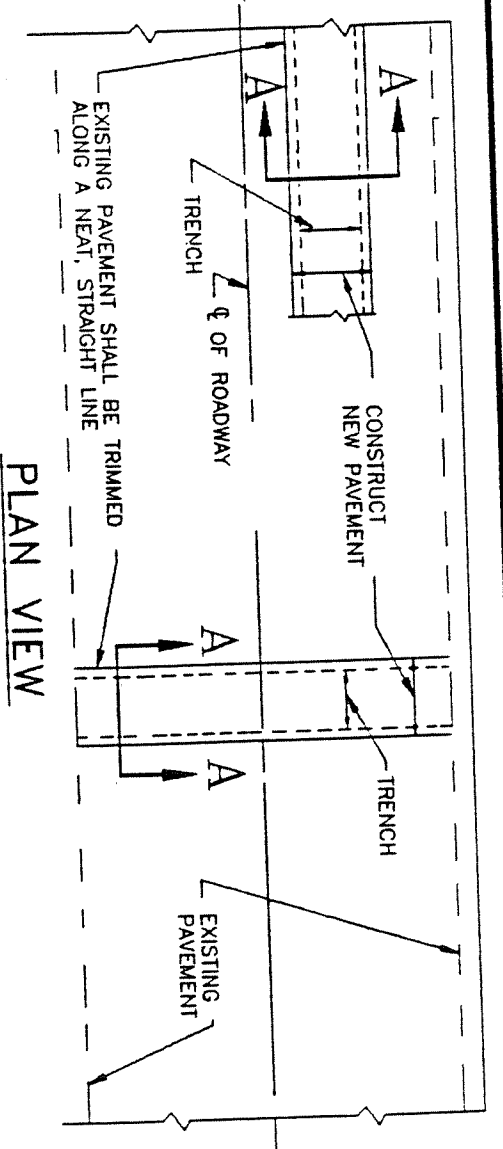 A
A
TRENCH
℄ OF ROADWAY
CONSTRUCT
NEW PAVEMENT
EXISTING PAVEMENT SHALL BE TRIMMED
ALONG A NEAT, STRAIGHT LINE
A
A
TRENCH
EXISTING
PAVEMENT
PLAN VIEW